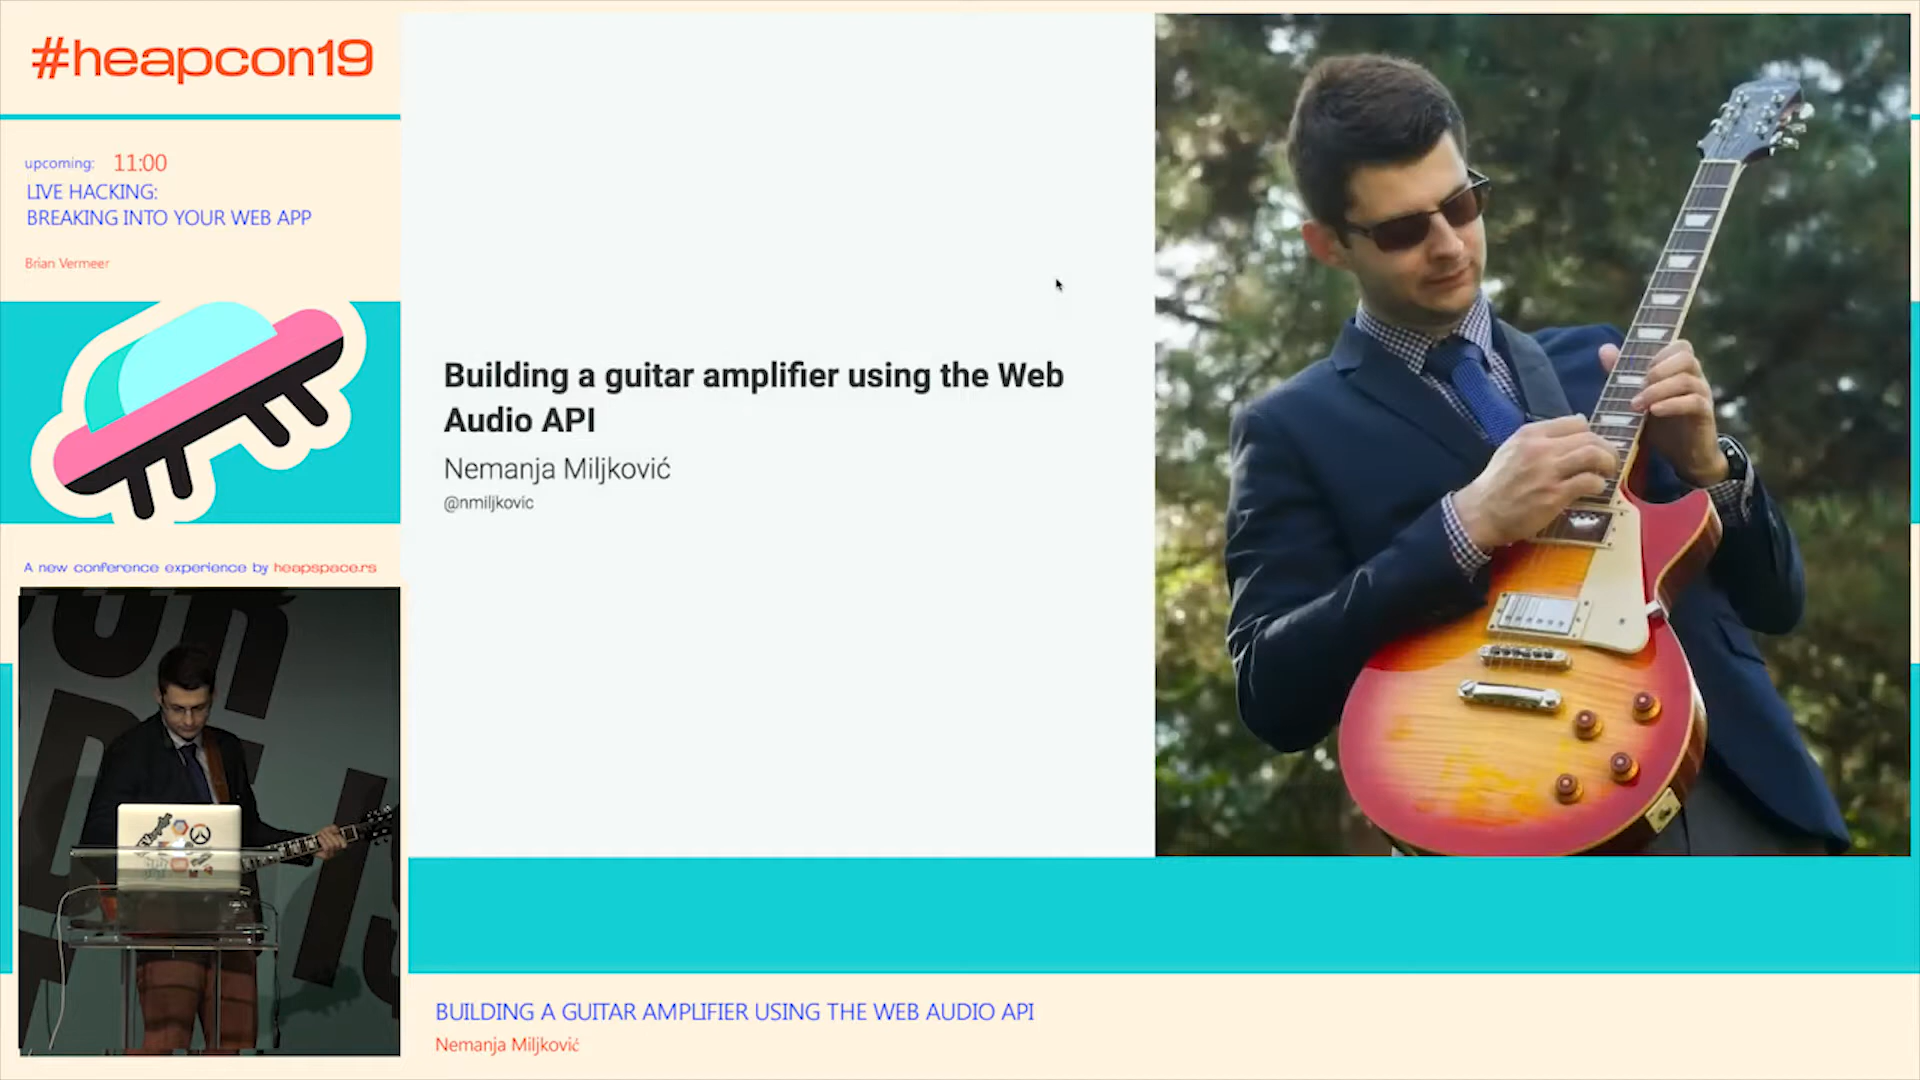 #heapcon19
upcoming: 11:00
LIVE HACKING:
BREAKING INTO YOUR WEB APP
Brian Vermeer
A new conference experience by heapspace.rs
Building a guitar amplifier using the Web
Audio API
Nemanja Miljković
@nmiljkovic
BUILDING A GUITAR AMPLIFIER USING THE WEB AUDIO API
Nemanja Miljković